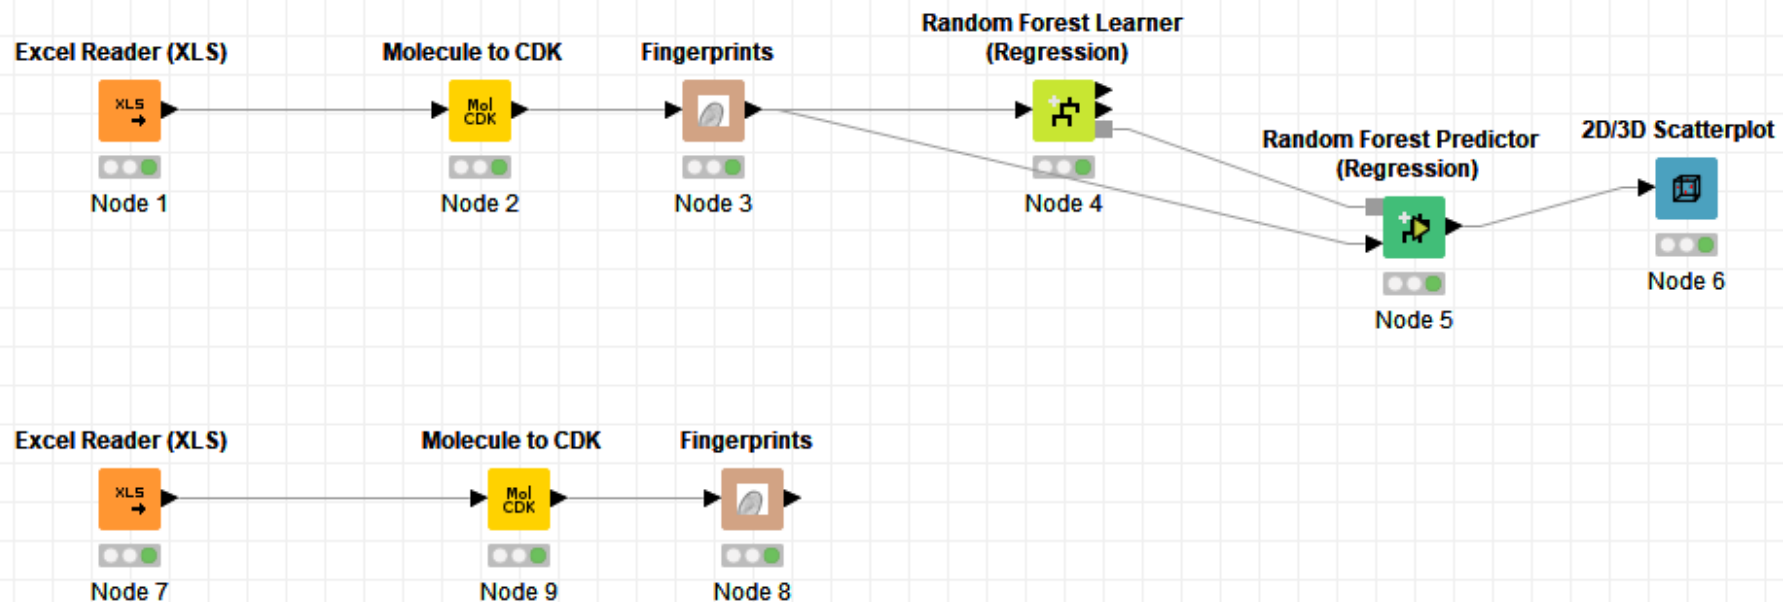 Random Forest Learner
Excel Reader (XLS) Molecule to CDK Fingerprints (Regression)
XLS Mol CDK
2D/3D Scatterplot
Random Forest Predictor
(Regression)
Node 1 Node 2 Node 3 Node 4
Node 6
Node 5
Excel Reader (XLS) Molecule to CDK Fingerprints
XLS Mol CDK
Node 7 Node 9 Node 8